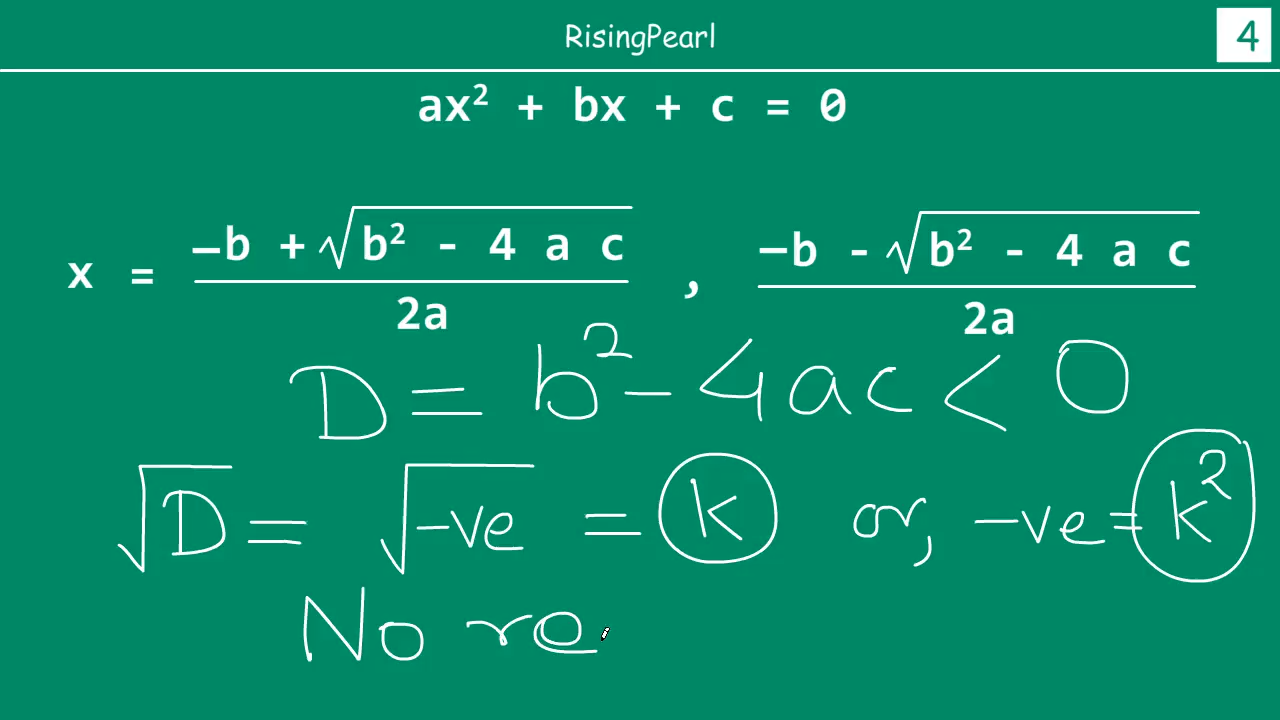 RisingPearl
4
ax² + bx + c = 0
x = (–b + √(b² - 4 a c))/2a , (–b - √(b² - 4 a c))/2a
D = b² - 4ac < 0
√D = √-ve = k or, -ve = k²
No re